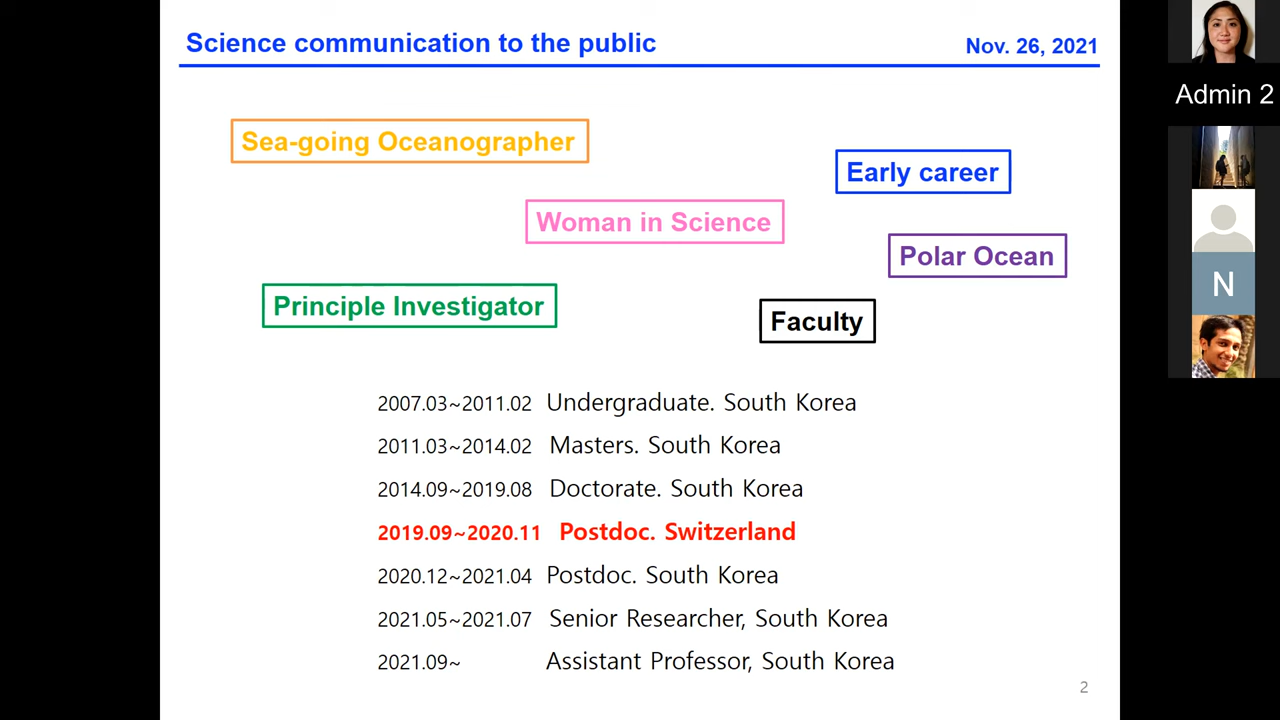 Science communication to the public
Nov. 26, 2021
Admin 2
Sea-going Oceanographer
Early career
Woman in Science
Polar Ocean
N
Principle Investigator
Faculty
2007.03~2011.02 Undergraduate. South Korea
2011.03~2014.02 Masters. South Korea
2014.09~2019.08 Doctorate. South Korea
2019.09~2020.11 Postdoc. Switzerland
2020.12~2021.04 Postdoc. South Korea
2021.05~2021.07 Senior Researcher, South Korea
2021.09~ Assistant Professor, South Korea
2